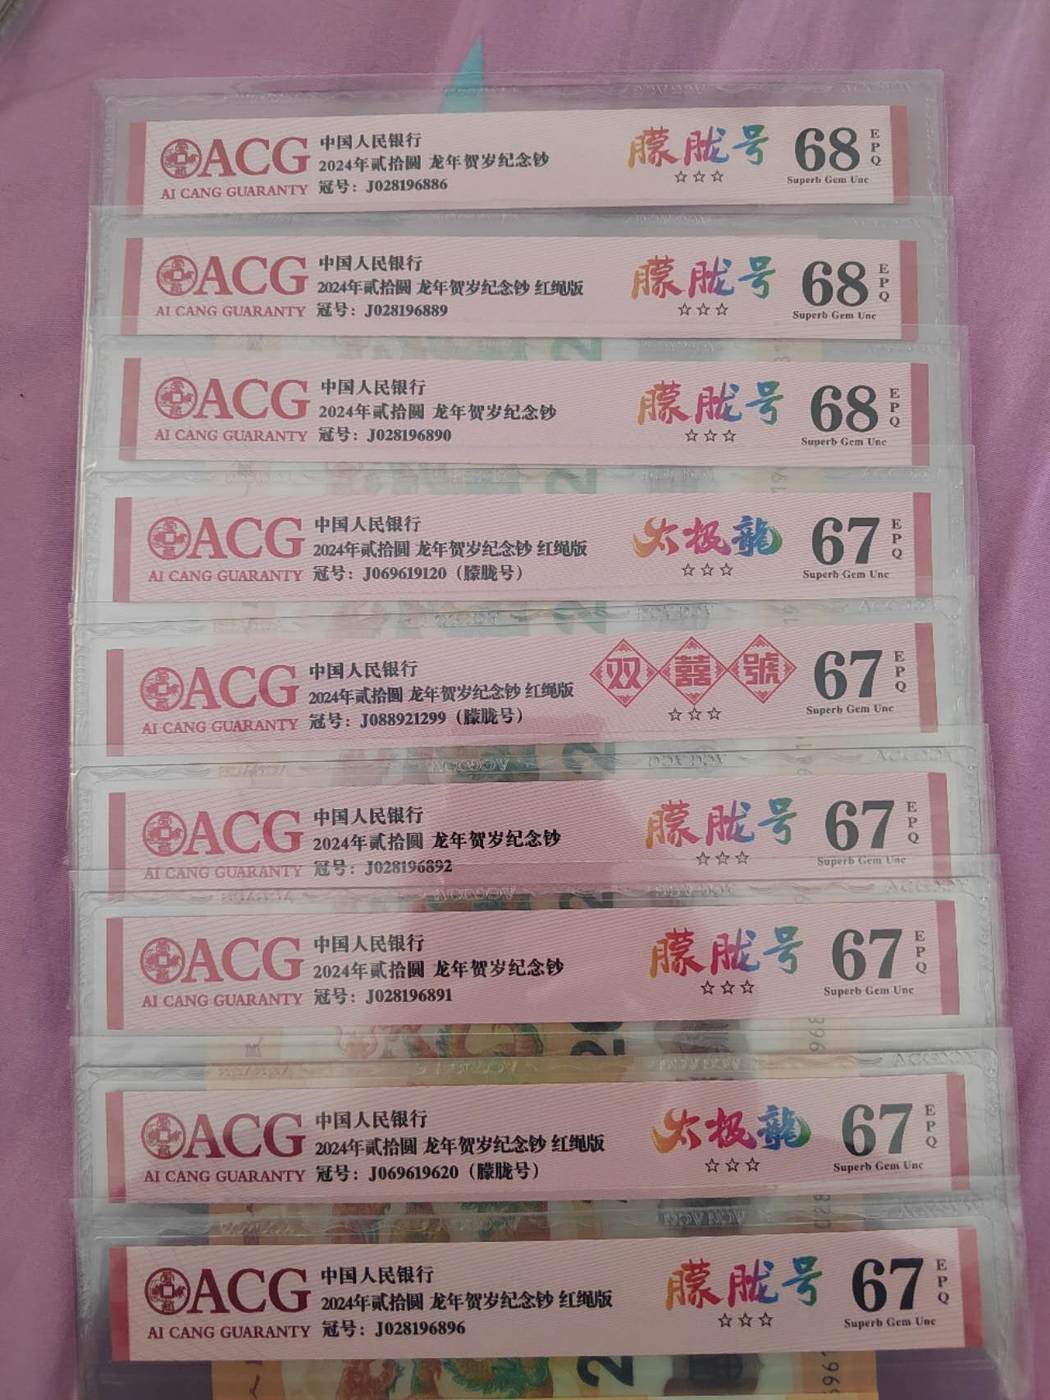 ACG
AI CANG GUARANTY
中国人民银行
2024年贰拾圆 龙年贺岁纪念钞
冠号：J028196886
朦胧号
☆☆☆
68
EPQ
Superb Gem Unc
ACG
AI CANG GUARANTY
中国人民银行
2024年贰拾圆 龙年贺岁纪念钞 红绳版
冠号：J028196889
朦胧号
☆☆☆
68
EPQ
Superb Gem Unc
ACG
AI CANG GUARANTY
中国人民银行
2024年贰拾圆 龙年贺岁纪念钞
冠号：J028196890
朦胧号
☆☆☆
68
EPQ
Superb Gem Unc
ACG
AI CANG GUARANTY
中国人民银行
2024年贰拾圆 龙年贺岁纪念钞 红绳版
冠号：J069619120（朦胧号）
太极龍
☆☆☆
67
EPQ
Superb Gem Unc
ACG
AI CANG GUARANTY
中国人民银行
2024年贰拾圆 龙年贺岁纪念钞 红绳版
冠号：J088921299（朦胧号）
双囍號
☆☆☆
67
EPQ
Superb Gem Unc
ACG
AI CANG GUARANTY
中国人民银行
2024年贰拾圆 龙年贺岁纪念钞
冠号：J028196892
朦胧号
☆☆☆
67
EPQ
Superb Gem Unc
ACG
AI CANG GUARANTY
中国人民银行
2024年贰拾圆 龙年贺岁纪念钞
冠号：J028196891
朦胧号
☆☆☆
67
EPQ
Superb Gem Unc
ACG
AI CANG GUARANTY
中国人民银行
2024年贰拾圆 龙年贺岁纪念钞 红绳版
冠号：J069619620（朦胧号）
太极龍
☆☆☆
67
EPQ
Superb Gem Unc
ACG
AI CANG GUARANTY
中国人民银行
2024年贰拾圆 龙年贺岁纪念钞 红绳版
冠号：J028196896
朦胧号
☆☆☆
67
EPQ
Superb Gem Unc